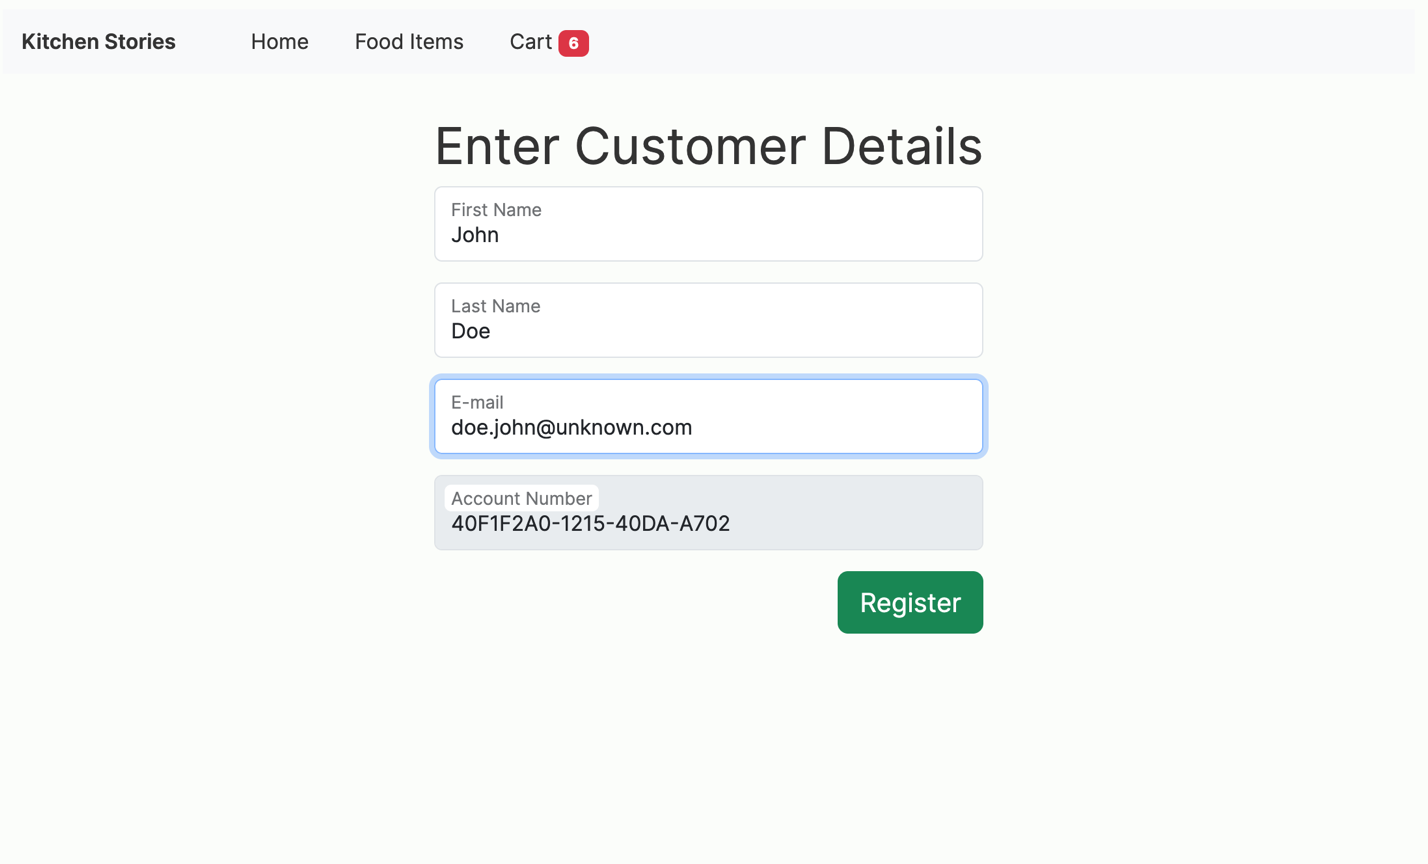 Kitchen Stories Home Food Items Cart 6
Enter Customer Details
First Name
John
Last Name
Doe
E-mail
doe.john@unknown.com
Account Number
40F1F2A0-1215-40DA-A702
Register